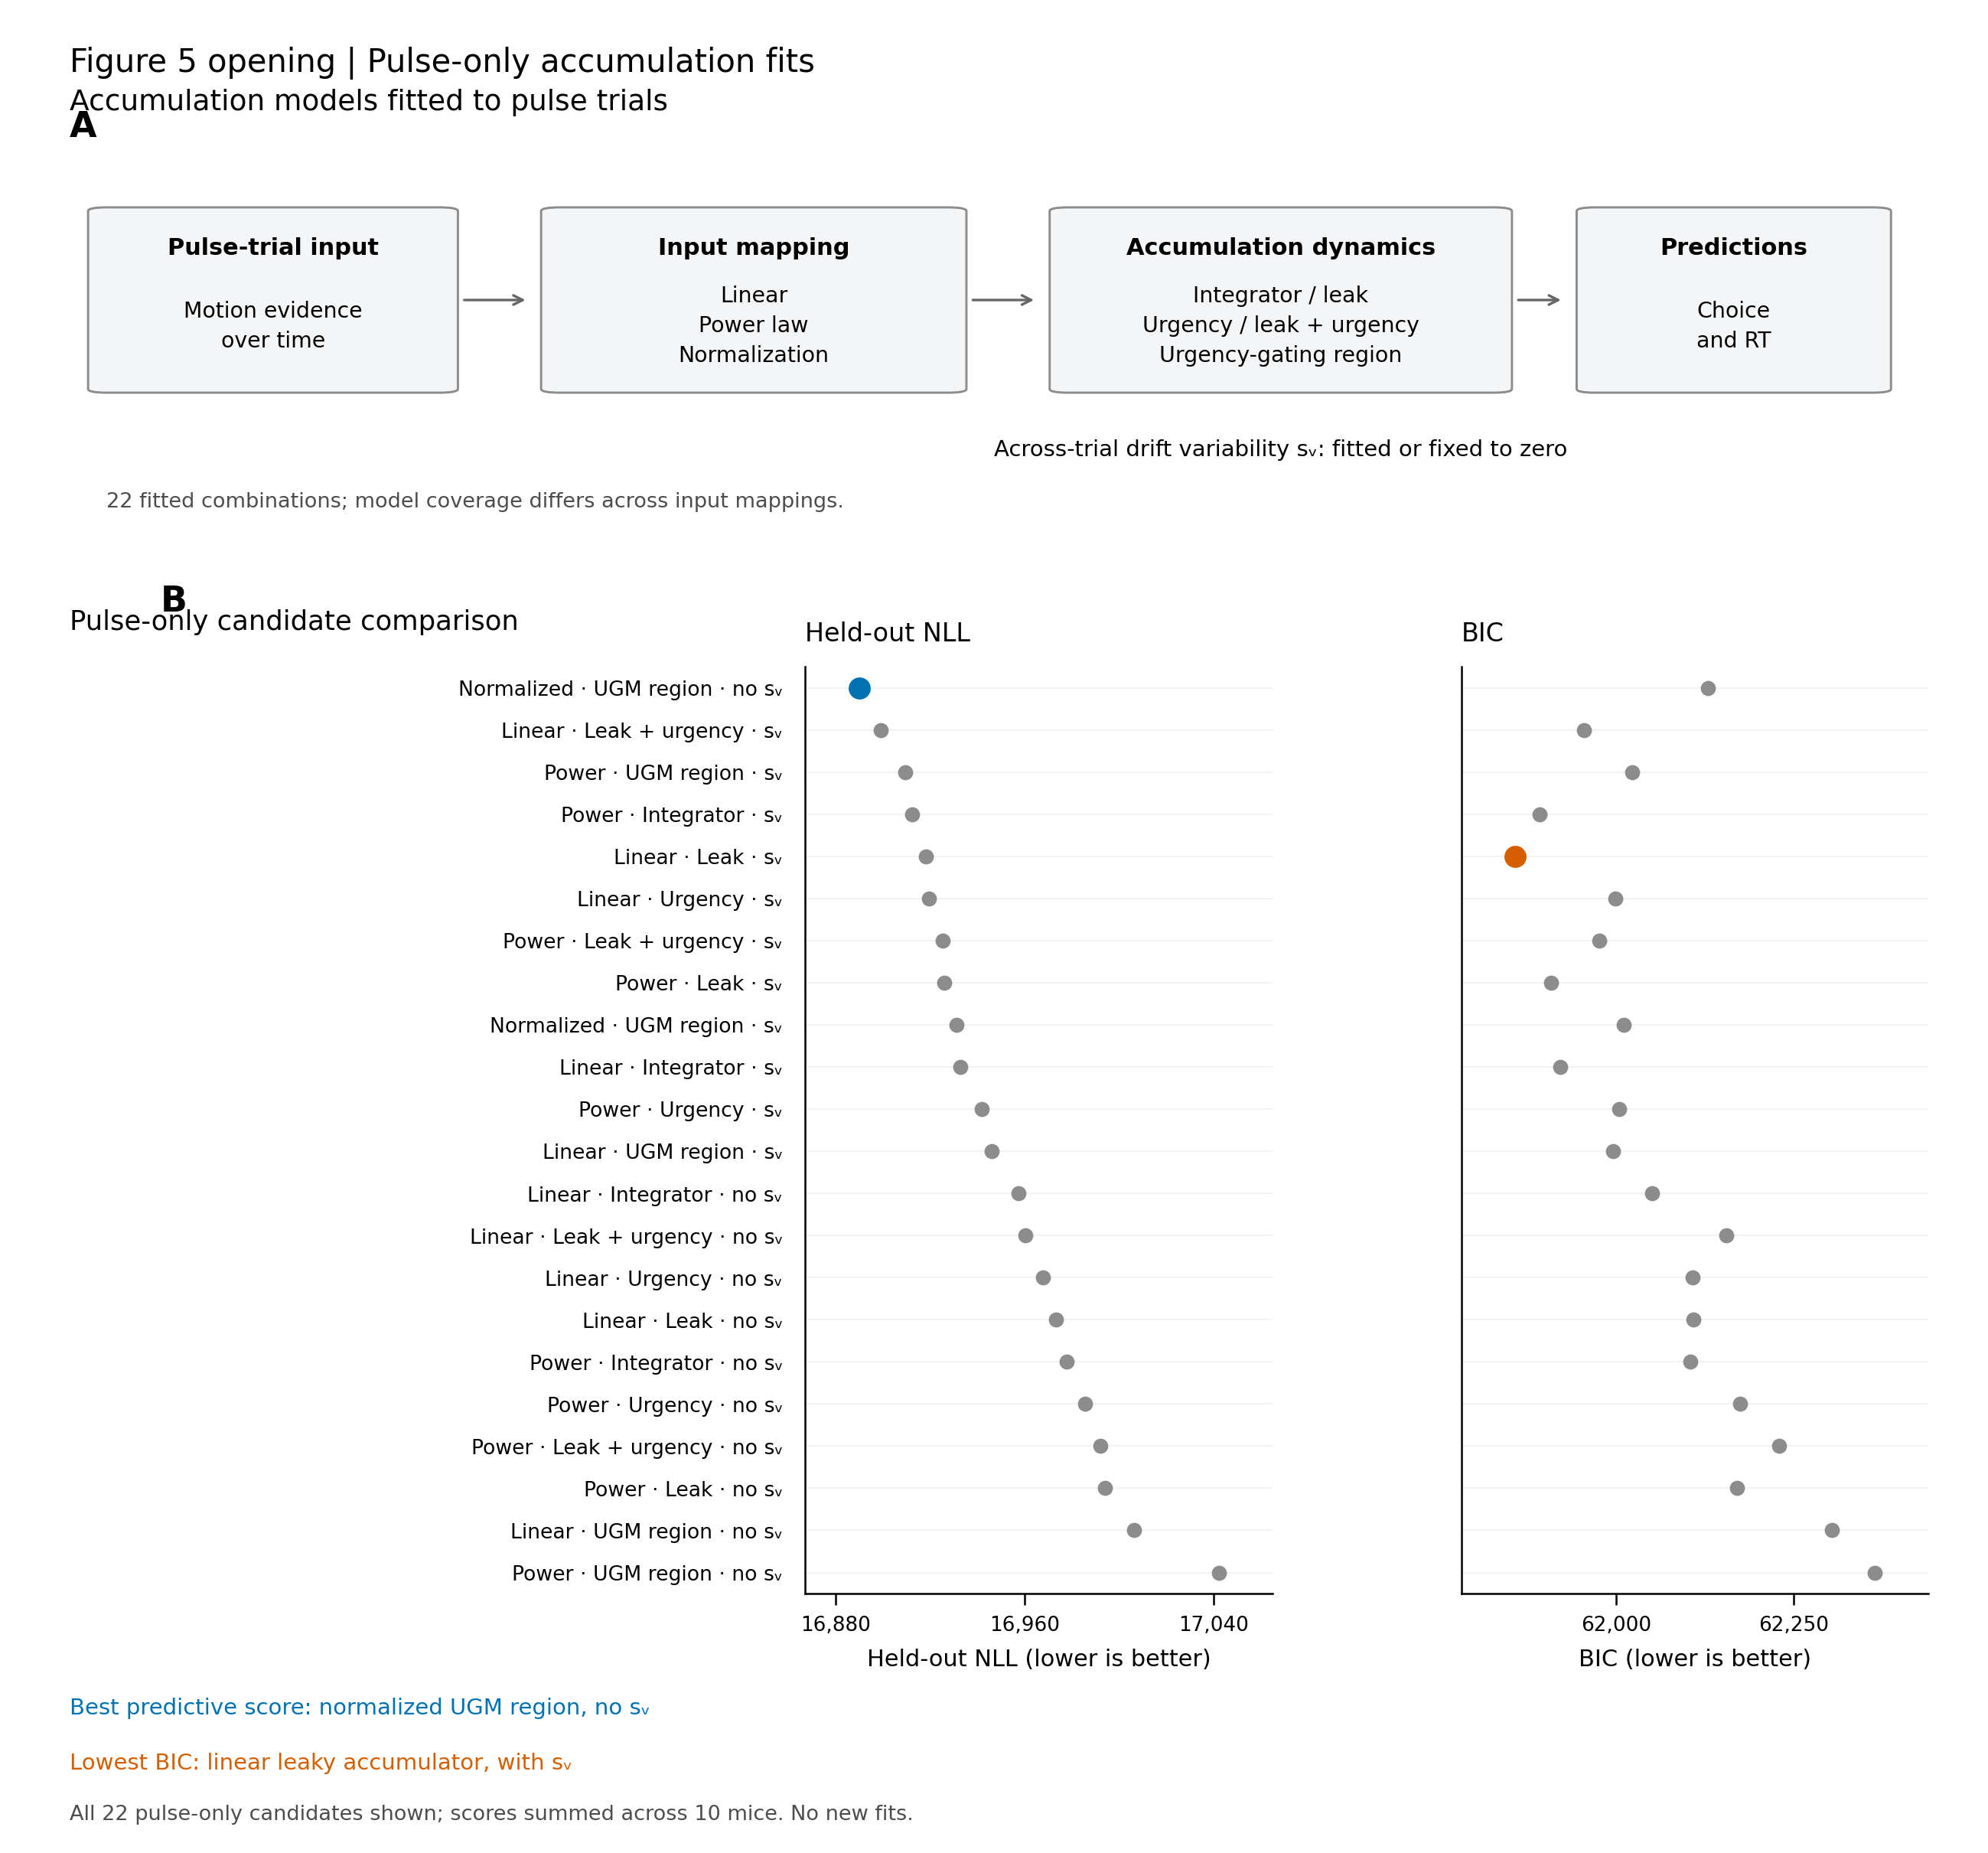 Figure 5 opening | Pulse-only accumulation fits
Accumulation models fitted to pulse trials
A
Pulse-trial input
Motion evidence
over time
Input mapping
Linear
Power law
Normalization
Accumulation dynamics
Integrator / leak
Urgency / leak + urgency
Urgency-gating region
Predictions
Choice
and RT
Across-trial drift variability sᵥ: fitted or fixed to zero
22 fitted combinations; model coverage differs across input mappings.
B
Pulse-only candidate comparison
Held-out NLL
BIC
Normalized · UGM region · no sᵥ
Linear · Leak + urgency · sᵥ
Power · UGM region · sᵥ
Power · Integrator · sᵥ
Linear · Leak · sᵥ
Linear · Urgency · sᵥ
Power · Leak + urgency · sᵥ
Power · Leak · sᵥ
Normalized · UGM region · sᵥ
Linear · Integrator · sᵥ
Power · Urgency · sᵥ
Linear · UGM region · sᵥ
Linear · Integrator · no sᵥ
Linear · Leak + urgency · no sᵥ
Linear · Urgency · no sᵥ
Linear · Leak · no sᵥ
Power · Integrator · no sᵥ
Power · Urgency · no sᵥ
Power · Leak + urgency · no sᵥ
Power · Leak · no sᵥ
Linear · UGM region · no sᵥ
Power · UGM region · no sᵥ
16,880 16,960 17,040
Held-out NLL (lower is better)
62,000 62,250
BIC (lower is better)
Best predictive score: normalized UGM region, no sᵥ
Lowest BIC: linear leaky accumulator, with sᵥ
All 22 pulse-only candidates shown; scores summed across 10 mice. No new fits.